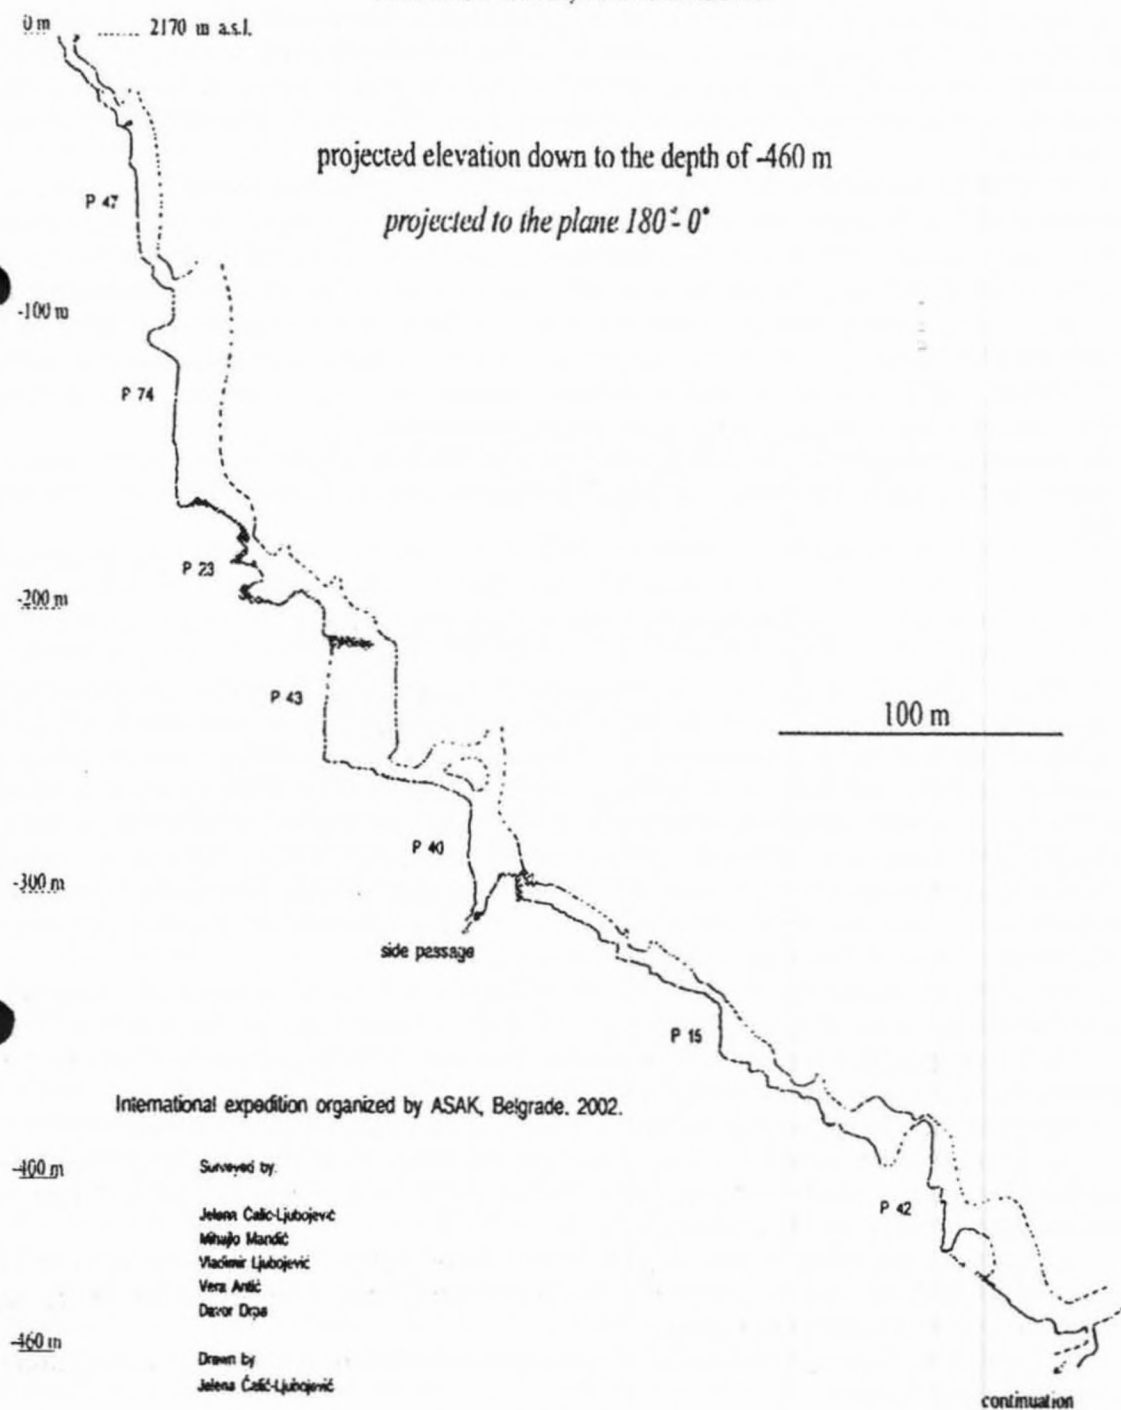 0 m
2170 m a.s.l.
projected elevation down to the depth of -460 m
projected to the plane 180°- 0°
P 47
-100 m
P 74
P 23
-200 m
P 43
100 m
P 40
-300 m
side passage
P 15
International expedition organized by ASAK, Belgrade. 2002.
-400 m
Surveyed by:
P 42
Jelena Ćalić-Ljubojević
Mihajlo Mandić
Vladimir Ljubojević
Vera Antić
Davor
-460 m
Drawn by
Jelena Ćalić-Ljubojević
continuation